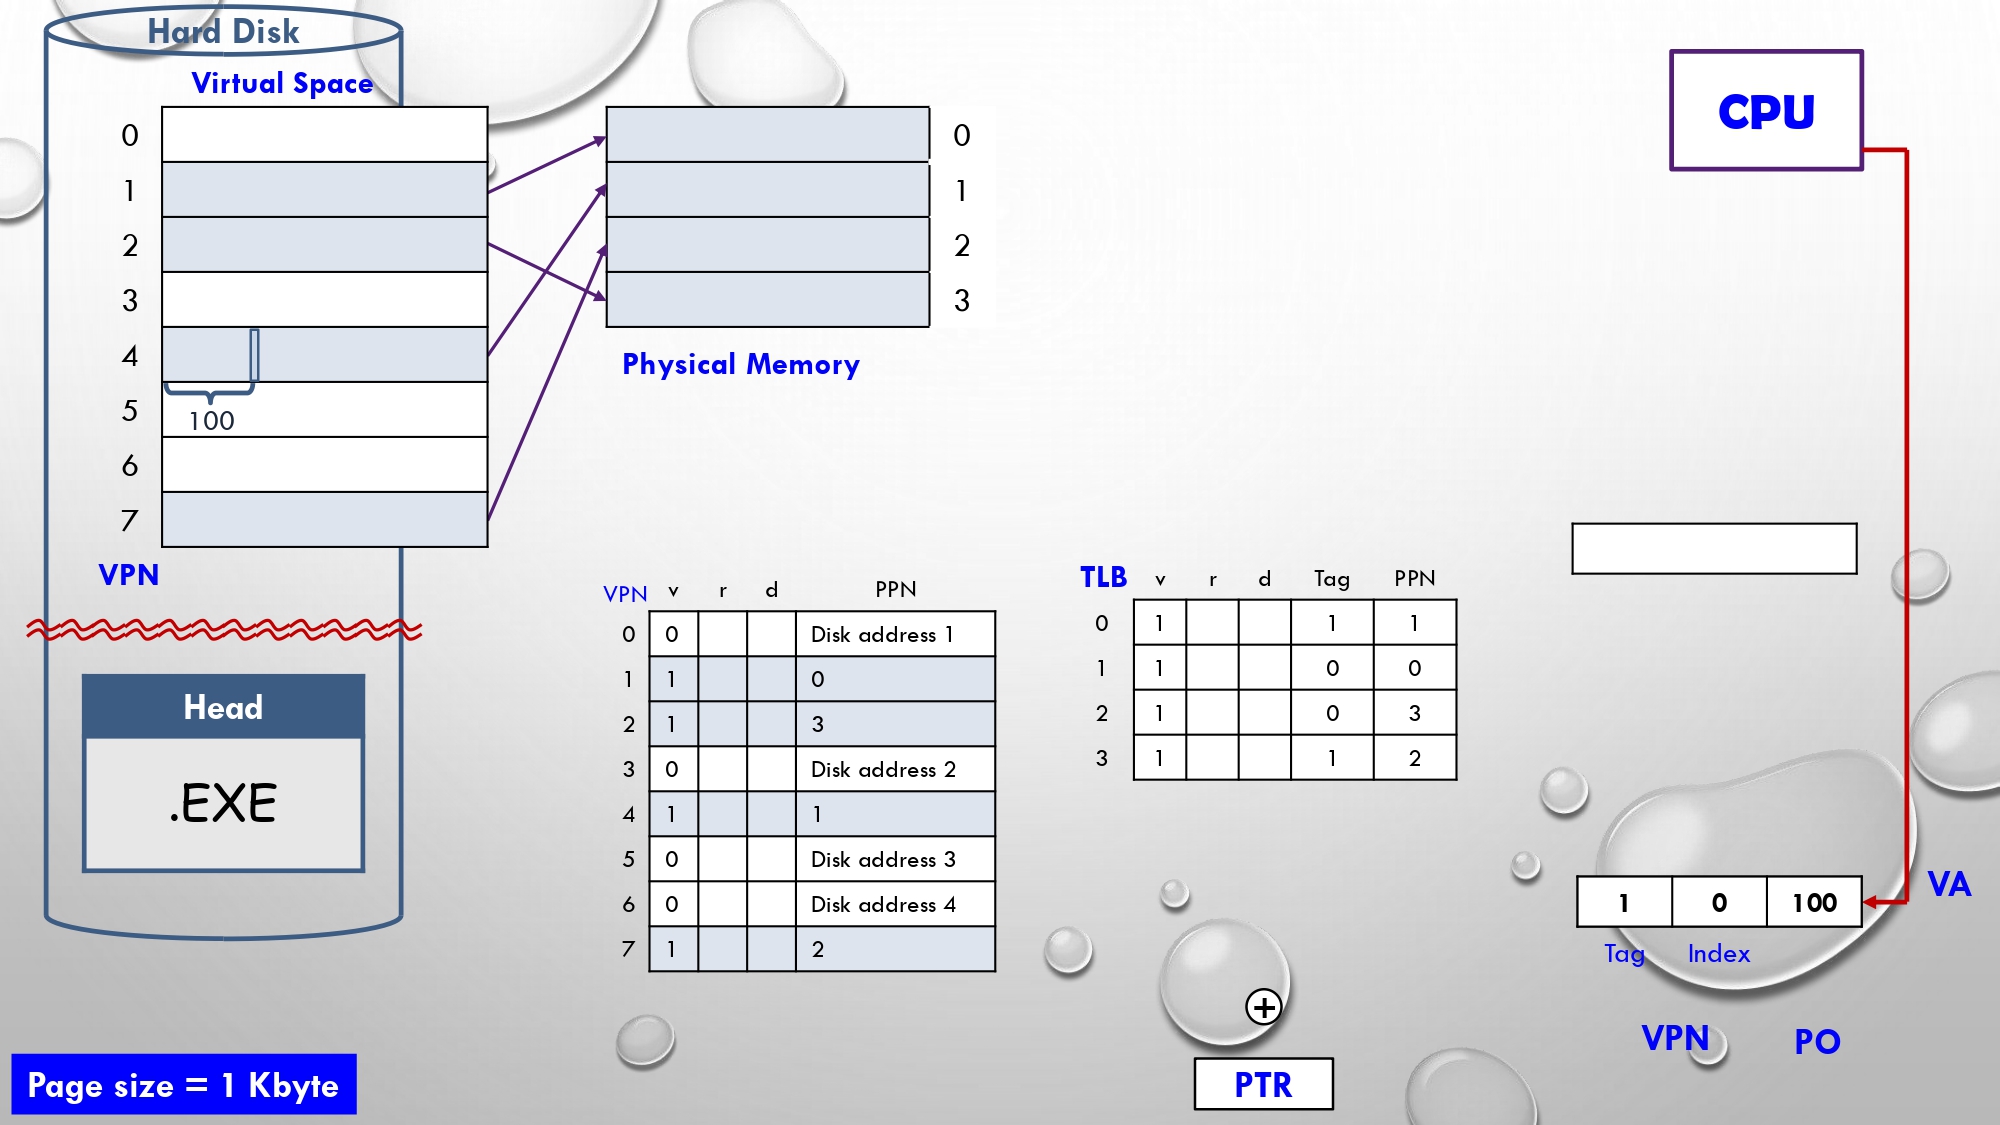 Hard Disk
Virtual Space
0
1
2
3
4
5
6
7
100
VPN
0
1
2
3
Physical Memory
CPU
VPN v r d PPN
0 0 Disk address 1
1 1 0
2 1 3
3 0 Disk address 2
4 1 1
5 0 Disk address 3
6 0 Disk address 4
7 1 2
TLB v r d Tag PPN
0 1 1 1
1 1 0 0
2 1 0 3
3 1 1 2
Head
.EXE
VA
1 0 100
Tag Index
VPN PO
+
PTR
Page size = 1 Kbyte